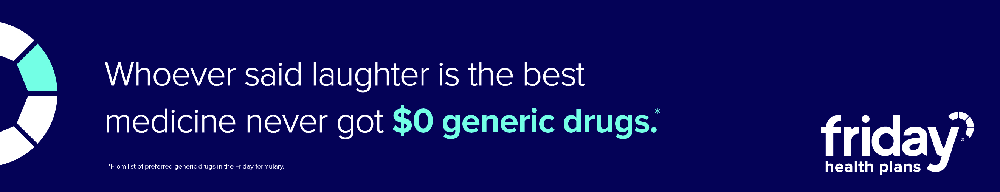 Whoever said laughter is the best
medicine never got $0 generic drugs.*
*From list of preferred generic drugs in the Friday formulary.
friday®
health plans